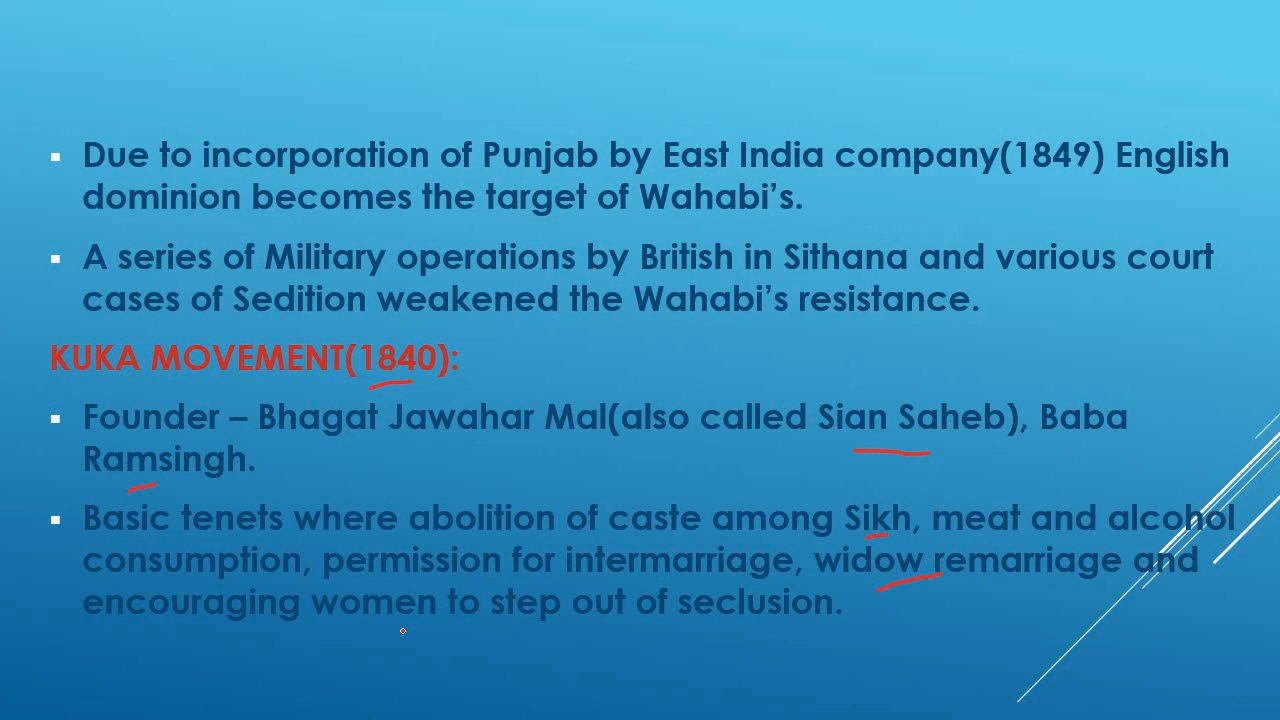 Due to incorporation of Punjab by East India company(1849) English
dominion becomes the target of Wahabi's.
A series of Military operations by British in Sithana and various court
cases of Sedition weakened the Wahabi's resistance.
KUKA MOVEMENT(1840):
Founder – Bhagat Jawahar Mal(also called Sian Saheb), Baba
Ramsingh.
Basic tenets where abolition of caste among Sikh, meat and alcohol
consumption, permission for intermarriage, widow remarriage and
encouraging women to step out of seclusion.